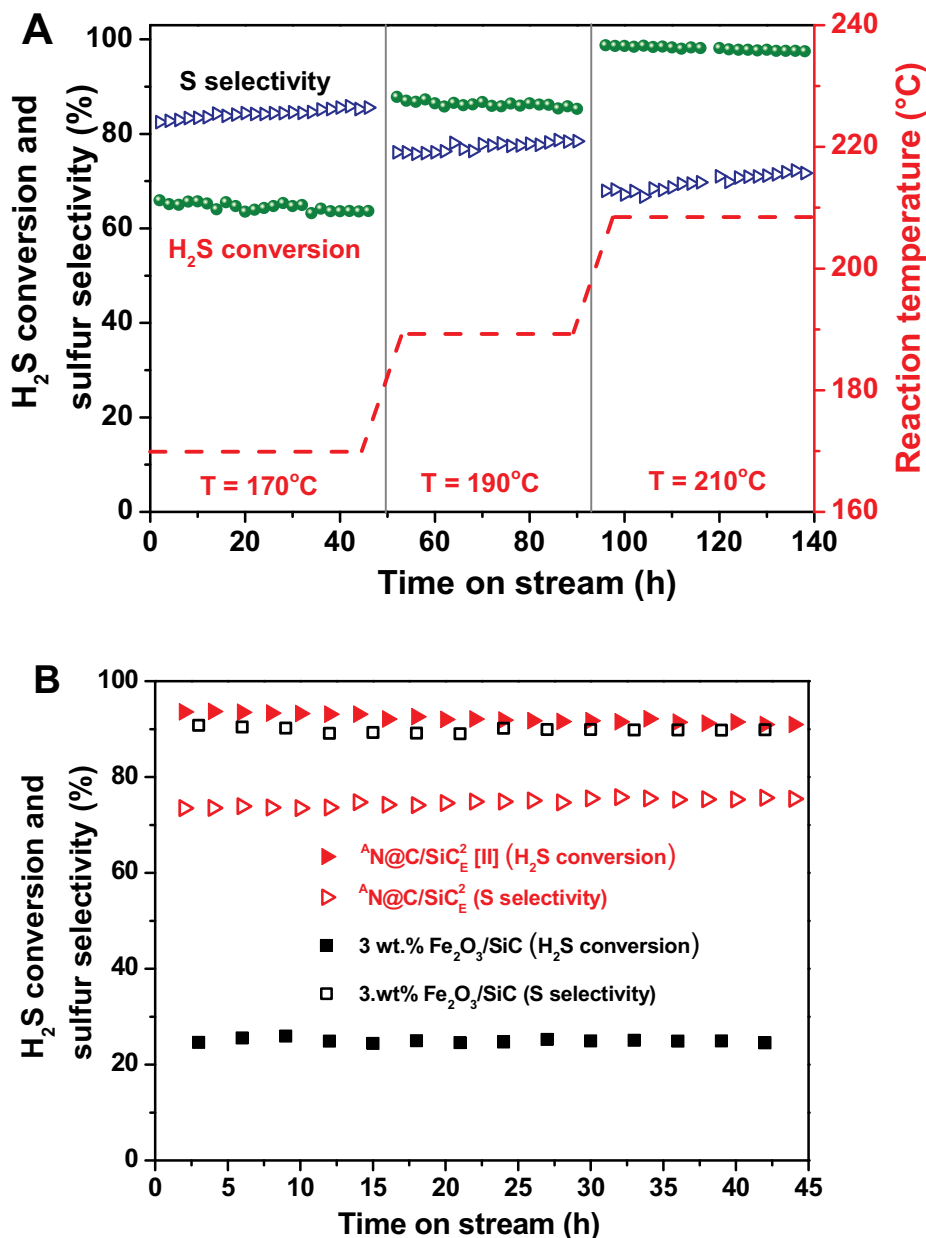 A
H₂S conversion and
sulfur selectivity (%)
100
80
60
40
20
0
S selectivity
H₂S conversion
T = 170°C
T = 190°C
T = 210°C
240
220
200
180
160
Reaction temperature (°C)
0 20 40 60 80 100 120 140
Time on stream (h)
B
H₂S conversion and
sulfur selectivity (%)
100
80
60
40
20
0
ᴬN@C/SiC²_E [II] (H₂S conversion)
ᴬN@C/SiC²_E (S selectivity)
3 wt.% Fe₂O₃/SiC (H₂S conversion)
3.wt% Fe₂O₃/SiC (S selectivity)
0 5 10 15 20 25 30 35 40 45
Time on stream (h)